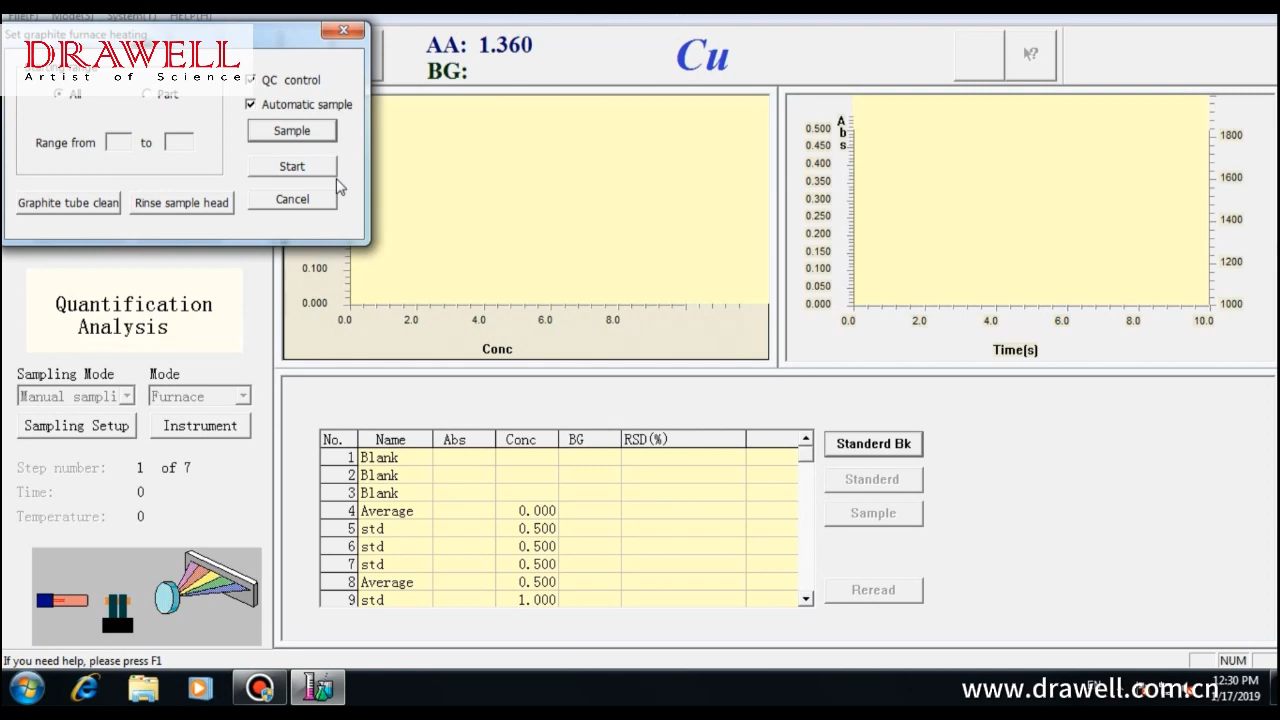 File(F) Mode(S) System(T) HELP(H)
Set graphite furnace heating
DRAWELL
Artist of Science
All Part
Range from to
QC control
Automatic sample
Sample
Start
Cancel
Graphite tube clean Rinse sample head
AA: 1.360
BG:
Cu
0.100
0.000
0.0 2.0 4.0 6.0 8.0
Conc
Abs
0.500
0.450
0.400
0.350
0.300
0.250
0.200
0.150
0.100
0.050
0.000
1800
1600
1400
1200
1000
0.0 2.0 4.0 6.0 8.0 10.0
Time(s)
Quantification
Analysis
Sampling Mode Mode
Manual sampli Furnace
Sampling Setup Instrument
Step number: 1 of 7
Time: 0
Temperature: 0
No. Name Abs Conc BG RSD(%)
1 Blank
2 Blank
3 Blank
4 Average 0.000
5 std 0.500
6 std 0.500
7 std 0.500
8 Average 0.500
9 std 1.000
Standerd Bk
Standerd
Sample
Reread
If you need help, please press F1
NUM
12:30 PM
1/17/2019
www.drawell.com.cn